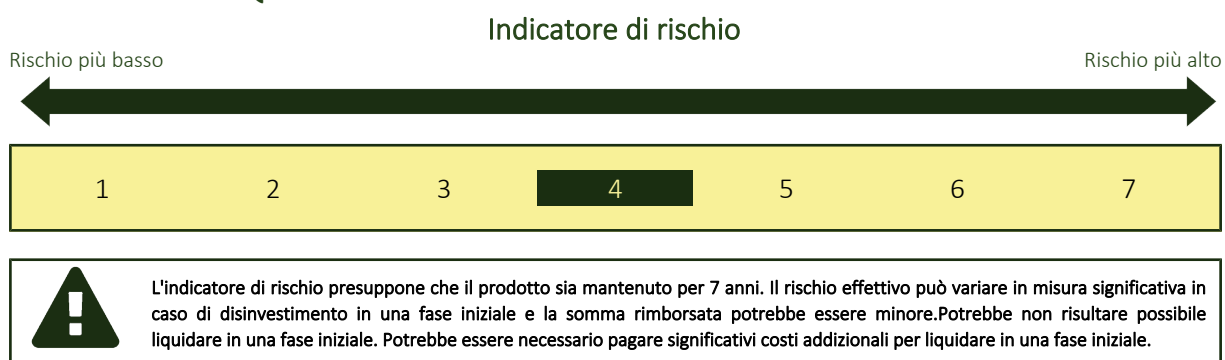 Indicatore di rischio
Rischio più basso Rischio più alto
1 2 3 4 5 6 7
L'indicatore di rischio presuppone che il prodotto sia mantenuto per 7 anni. Il rischio effettivo può variare in misura significativa in
caso di disinvestimento in una fase iniziale e la somma rimborsata potrebbe essere minore.Potrebbe non risultare possibile
liquidare in una fase iniziale. Potrebbe essere necessario pagare significativi costi addizionali per liquidare in una fase iniziale.